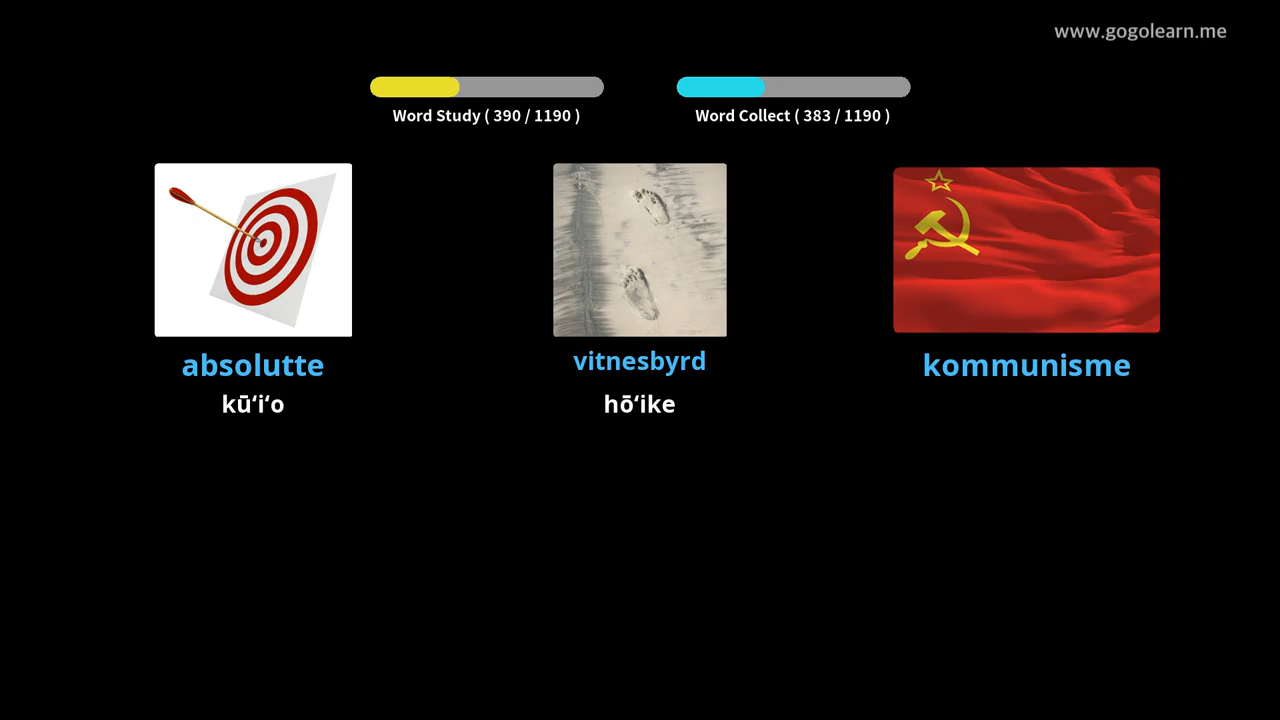 www.gogolearn.me
Word Study ( 390 / 1190 )
Word Collect ( 383 / 1190 )
absolutte
kūʻiʻo
vitnesbyrd
hōʻike
kommunisme